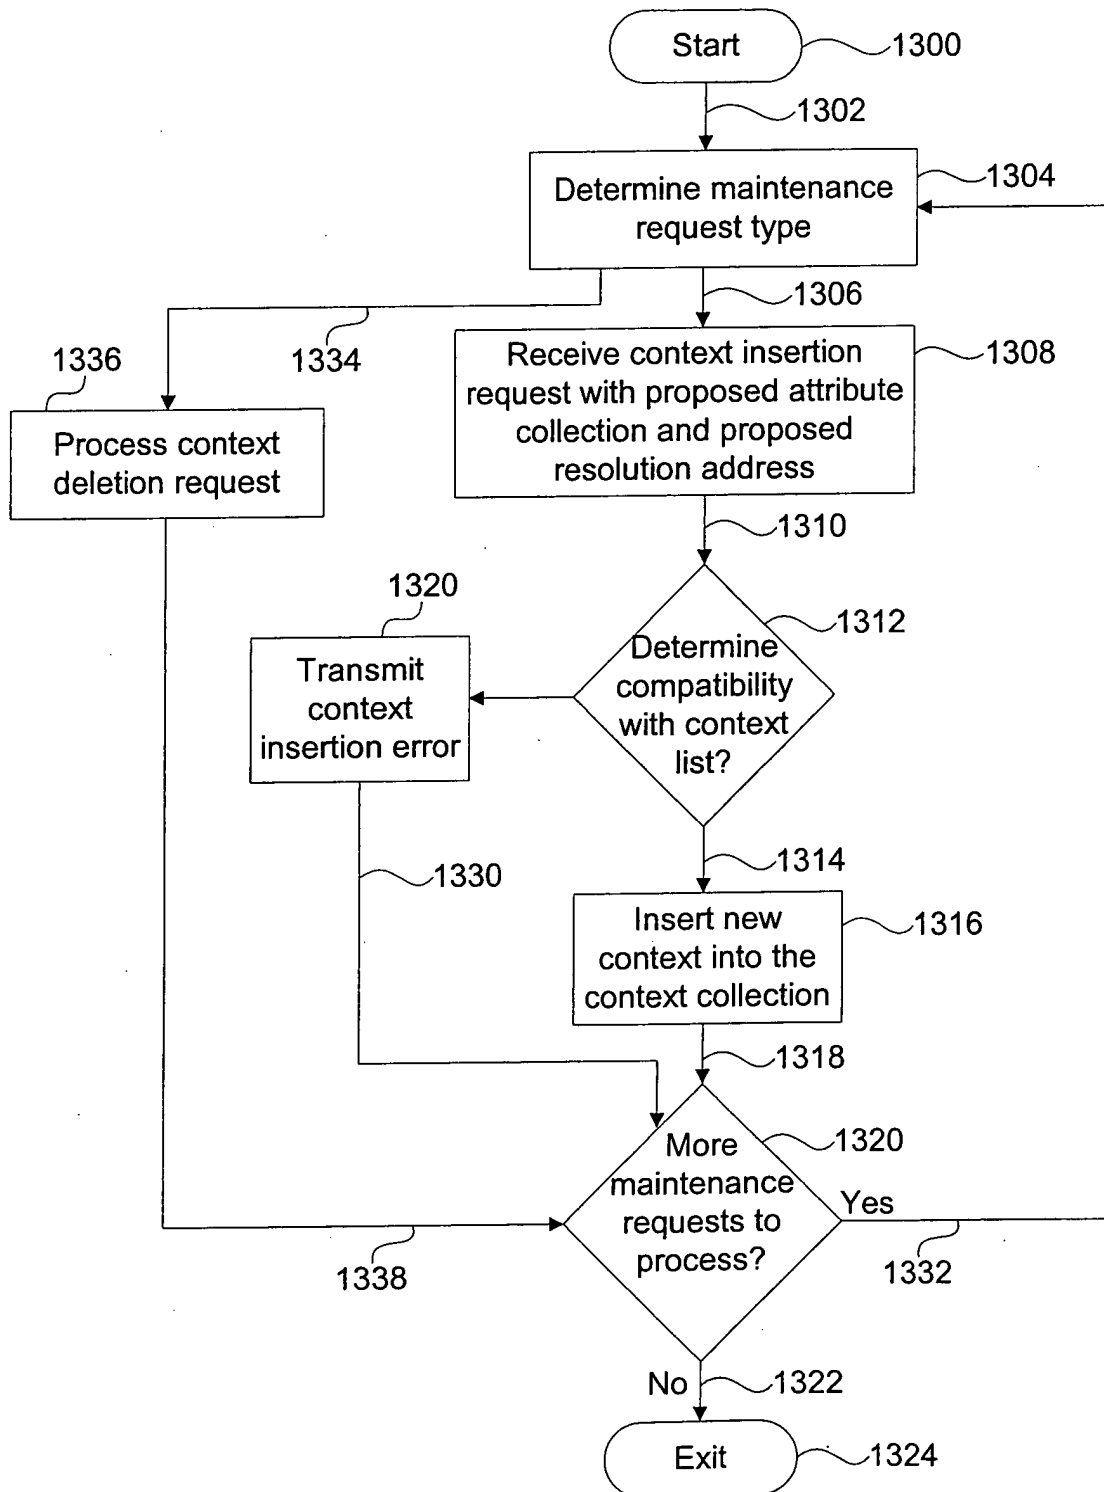 Start
1300
1302
Determine maintenance
request type
1304
1306
1334
1336
Receive context insertion
request with proposed attribute
collection and proposed
resolution address
1308
Process context
deletion request
1310
1320
Transmit
context
insertion error
Determine
compatibility
with context
list?
1312
1314
1330
Insert new
context into the
context collection
1316
1318
More
maintenance
requests to
process?
1320
Yes
1332
1338
No
1322
Exit
1324